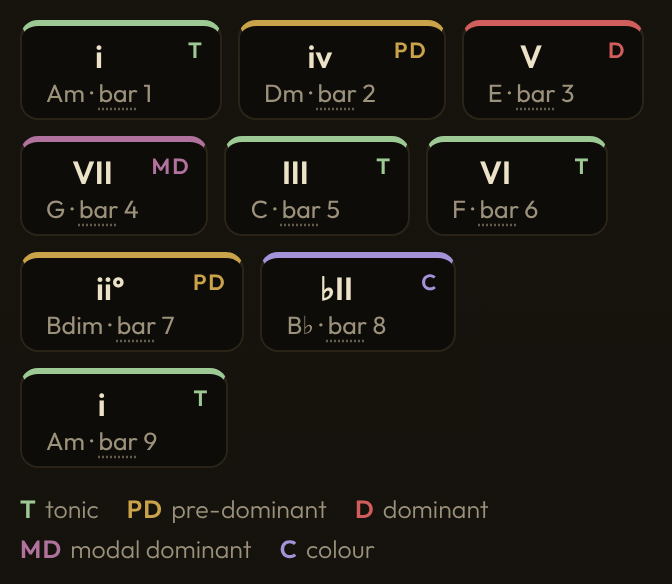 i T iv PD V D
Am · bar 1 Dm · bar 2 E · bar 3
VII MD III T VI T
G · bar 4 C · bar 5 F · bar 6
ii° PD ♭II C
Bdim · bar 7 B♭ · bar 8
i T
Am · bar 9
T tonic PD pre-dominant D dominant
MD modal dominant C colour